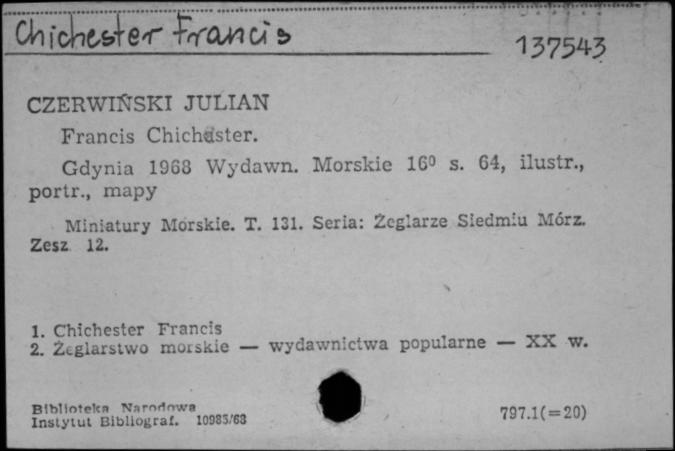 Chichester Francis
137543
CZERWIŃSKI JULIAN
Francis Chichester.
Gdynia 1968 Wydawn. Morskie 16⁰ s. 64, ilustr.,
portr., mapy
Miniatury Morskie. T. 131. Seria: Żeglarze Siedmiu Mórz.
Zesz. 12.
1. Chichester Francis
2. Żeglarstwo morskie — wydawnictwa popularne — XX w.
Biblioteka Narodowa
Instytut Bibliograf. 10985/68
797.1(=20)